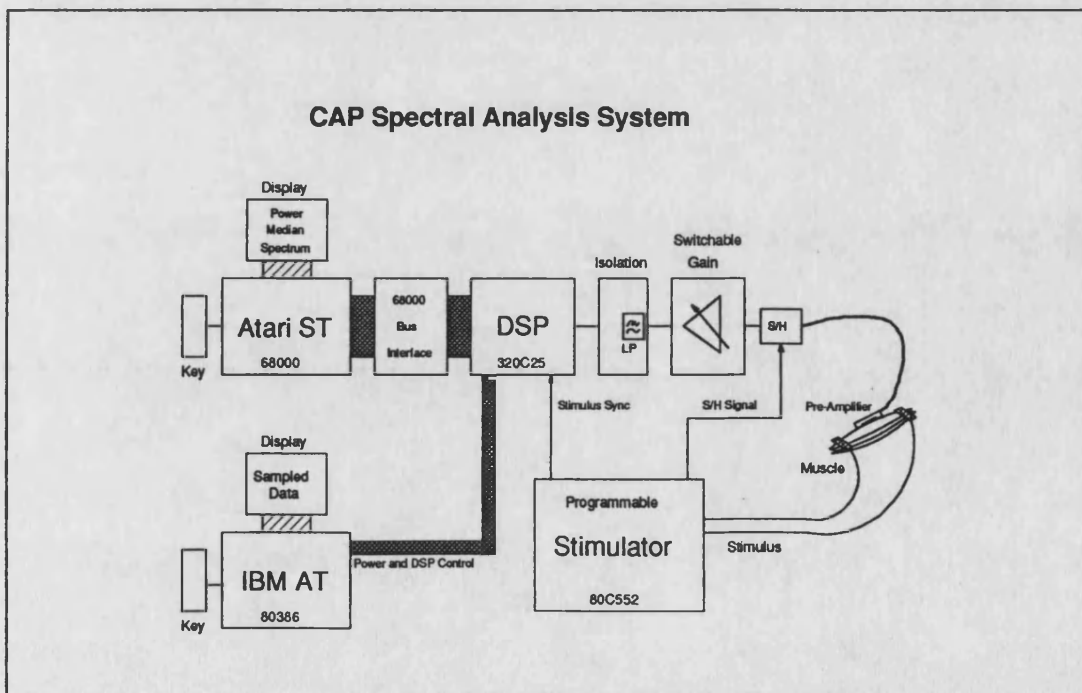 CAP Spectral Analysis System
Display
Power
Median
Spectrum
Switchable
Gain
Isolation
Atari ST
68000
68000
Bus
Interface
DSP
320C25
LP
S/H
Key
Stimulus Sync
S/H Signal
Pre-Amplifier
Muscle
Display
Sampled
Data
Programmable
Stimulator
80C552
Stimulus
Power and DSP Control
IBM AT
80386
Key